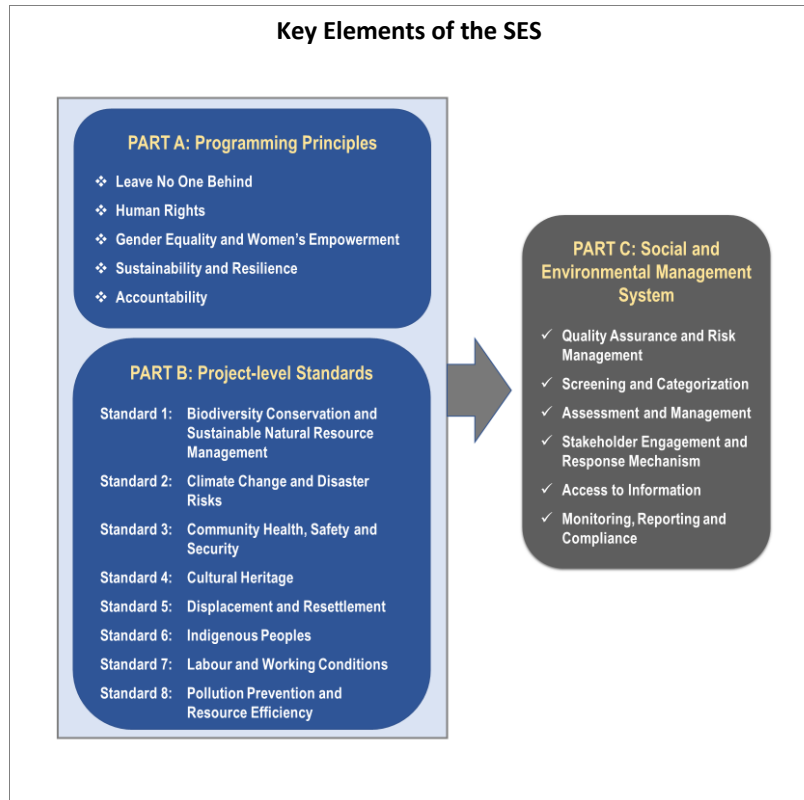 Key Elements of the SES
PART A: Programming Principles
❖ Leave No One Behind
❖ Human Rights
❖ Gender Equality and Women's Empowerment
❖ Sustainability and Resilience
❖ Accountability
PART B: Project-level Standards
Standard 1: Biodiversity Conservation and
Sustainable Natural Resource
Management
Standard 2: Climate Change and Disaster
Risks
Standard 3: Community Health, Safety and
Security
Standard 4: Cultural Heritage
Standard 5: Displacement and Resettlement
Standard 6: Indigenous Peoples
Standard 7: Labour and Working Conditions
Standard 8: Pollution Prevention and
Resource Efficiency
PART C: Social and
Environmental Management
System
✓ Quality Assurance and Risk
Management
✓ Screening and Categorization
✓ Assessment and Management
✓ Stakeholder Engagement and
Response Mechanism
✓ Access to Information
✓ Monitoring, Reporting and
Compliance